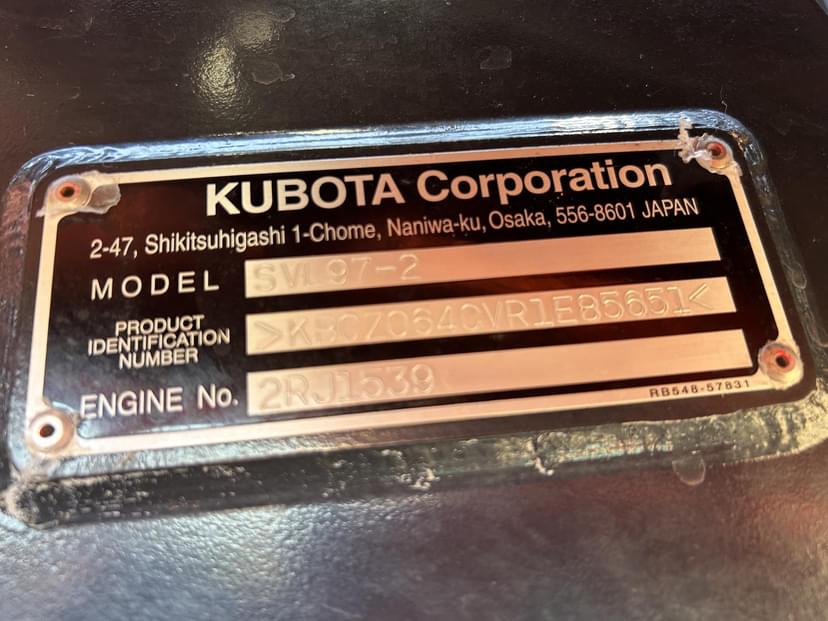 KUBOTA Corporation
2-47, Shikitsuhigashi 1-Chome, Naniwa-ku, Osaka, 556-8601 JAPAN
MODEL SVL97-2
PRODUCT IDENTIFICATION NUMBER >KBCZ064CVR1E85651<
ENGINE No. 2RJ1539
RB548-57831